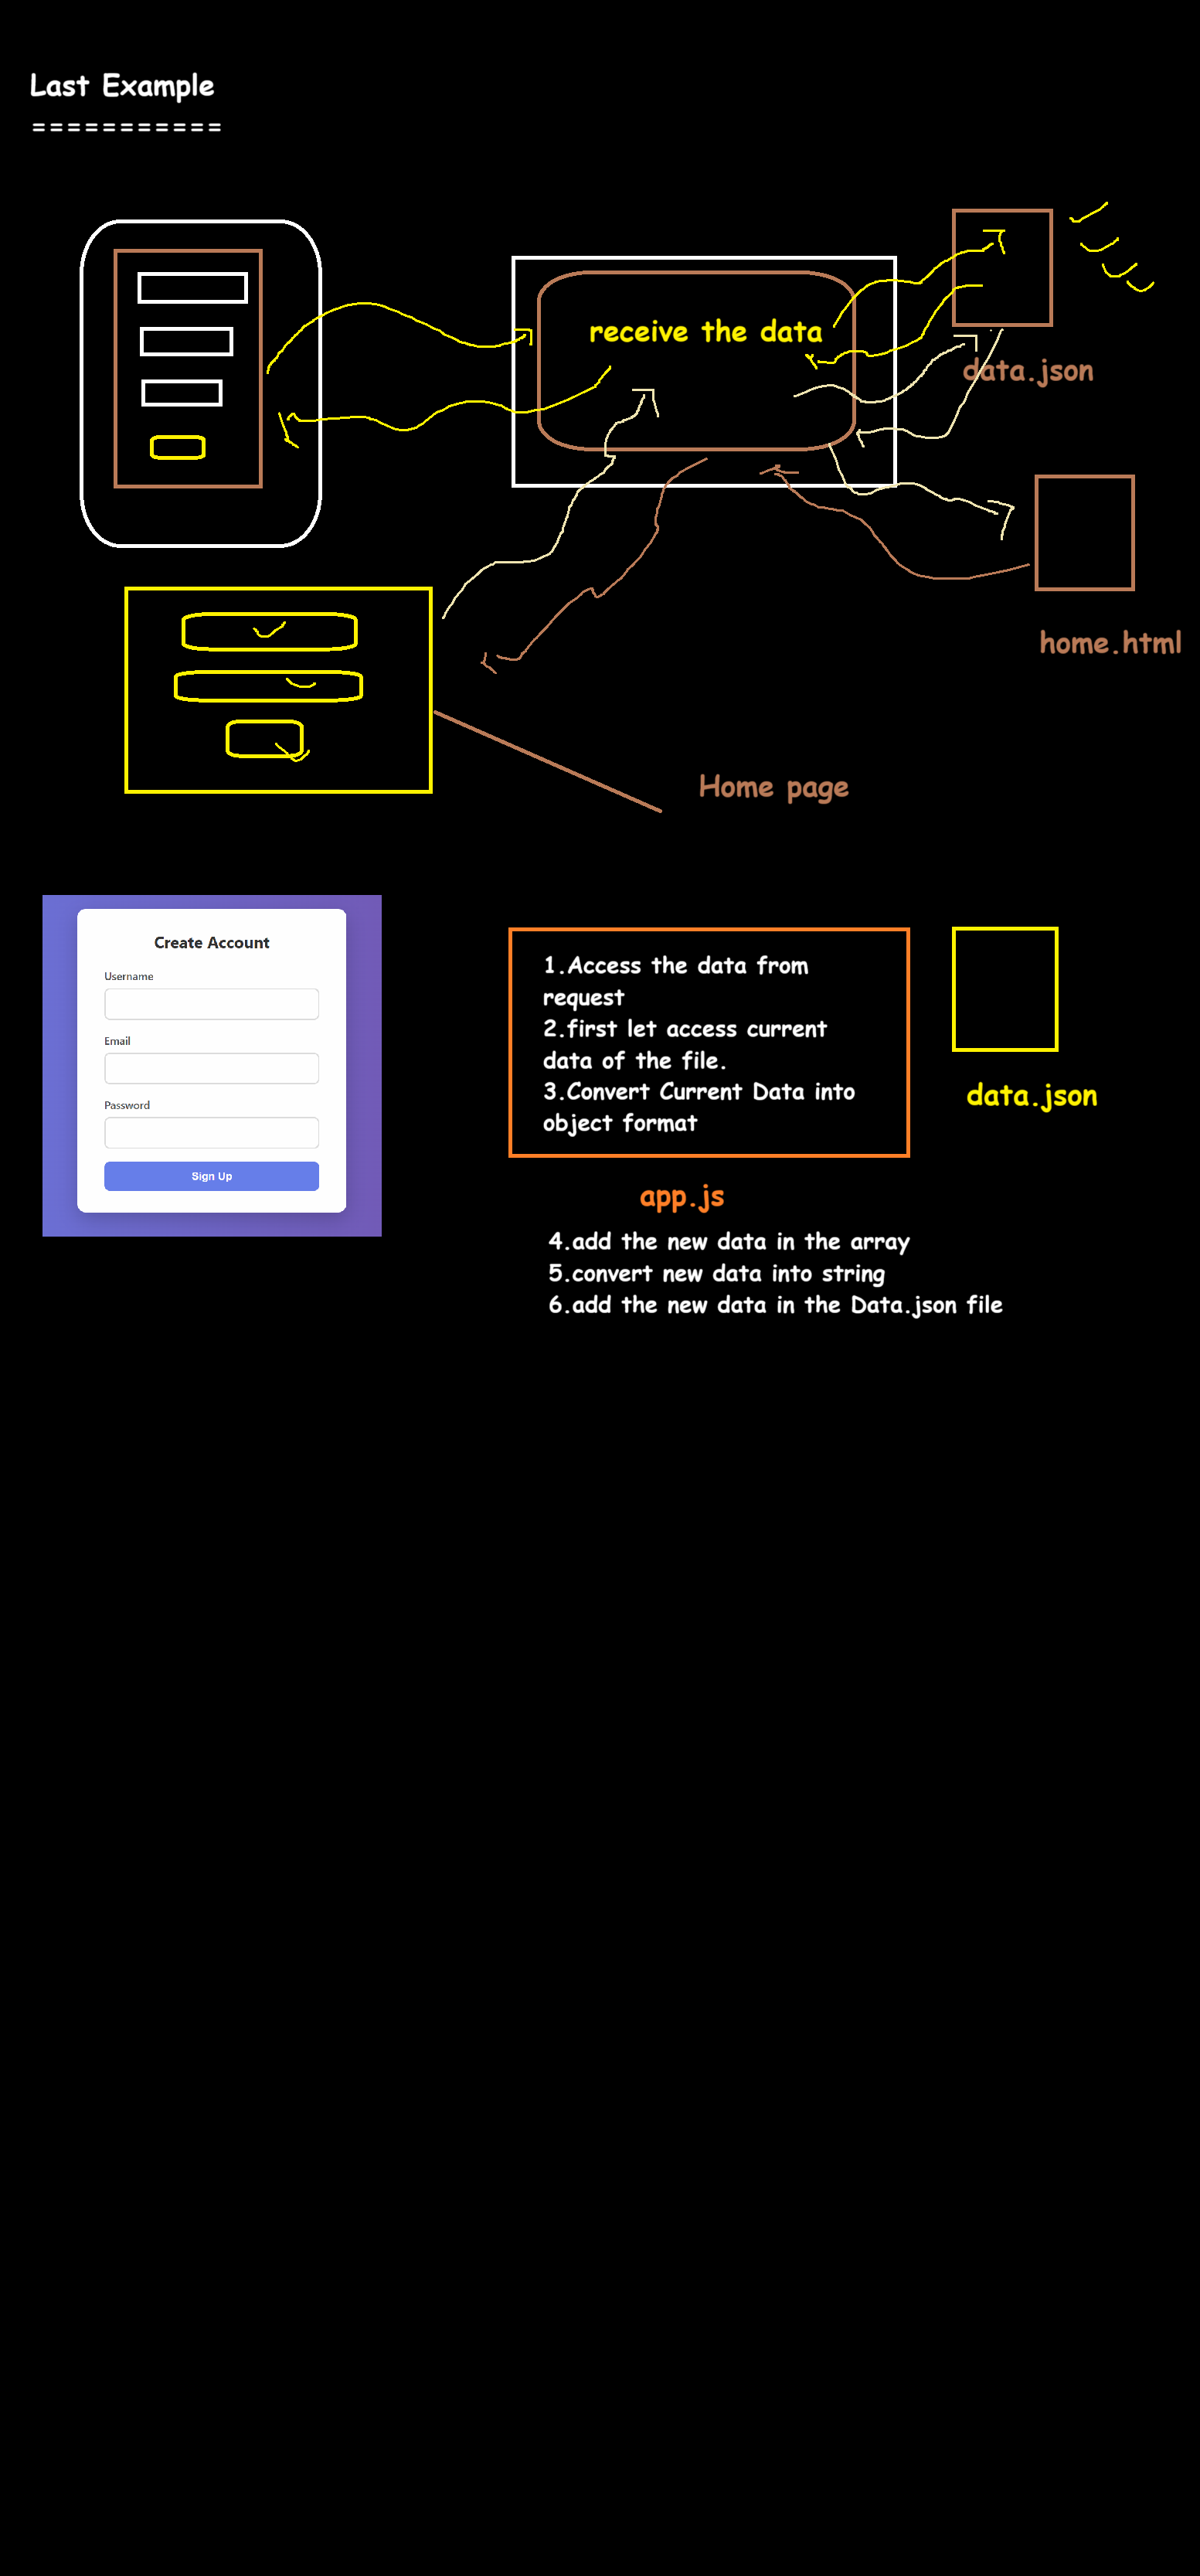 Last Example
===========
receive the data
data.json
home.html
Home page
Create Account
Username
Email
Password
Sign Up
1.Access the data from
request
2.first let access current
data of the file.
3.Convert Current Data into
object format
data.json
app.js
4.add the new data in the array
5.convert new data into string
6.add the new data in the Data.json file